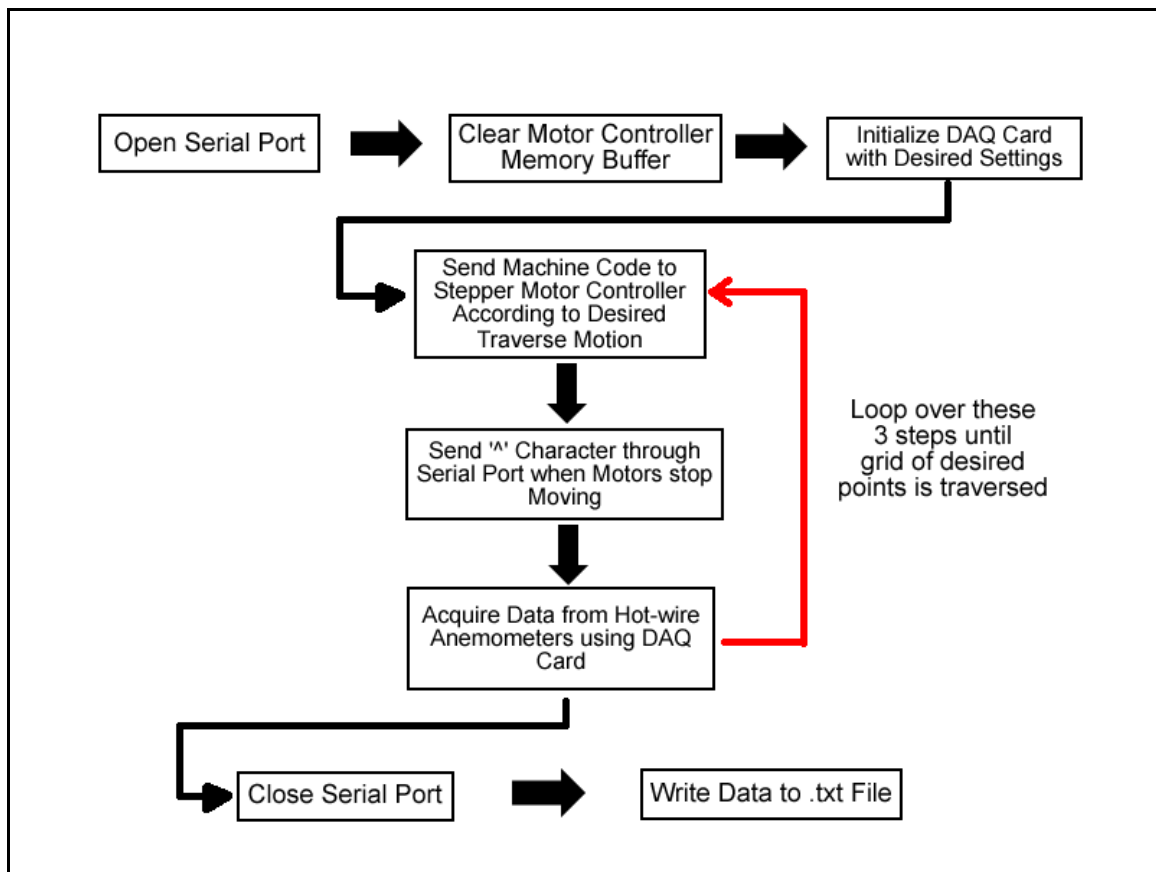 Open Serial Port
Clear Motor Controller
Memory Buffer
Initialize DAQ Card
with Desired Settings
Send Machine Code to
Stepper Motor Controller
According to Desired
Traverse Motion
Send '^' Character through
Serial Port when Motors stop
Moving
Loop over these
3 steps until
grid of desired
points is traversed
Acquire Data from Hot-wire
Anemometers using DAQ
Card
Close Serial Port
Write Data to .txt File